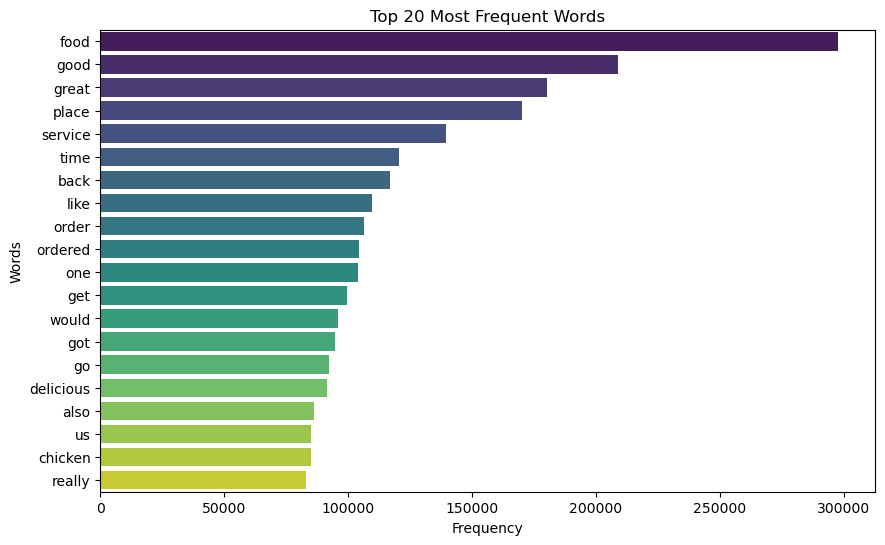 Top 20 Most Frequent Words
Words
food
good
great
place
service
time
back
like
order
ordered
one
get
would
got
go
delicious
also
us
chicken
really
0 50000 100000 150000 200000 250000 300000
Frequency